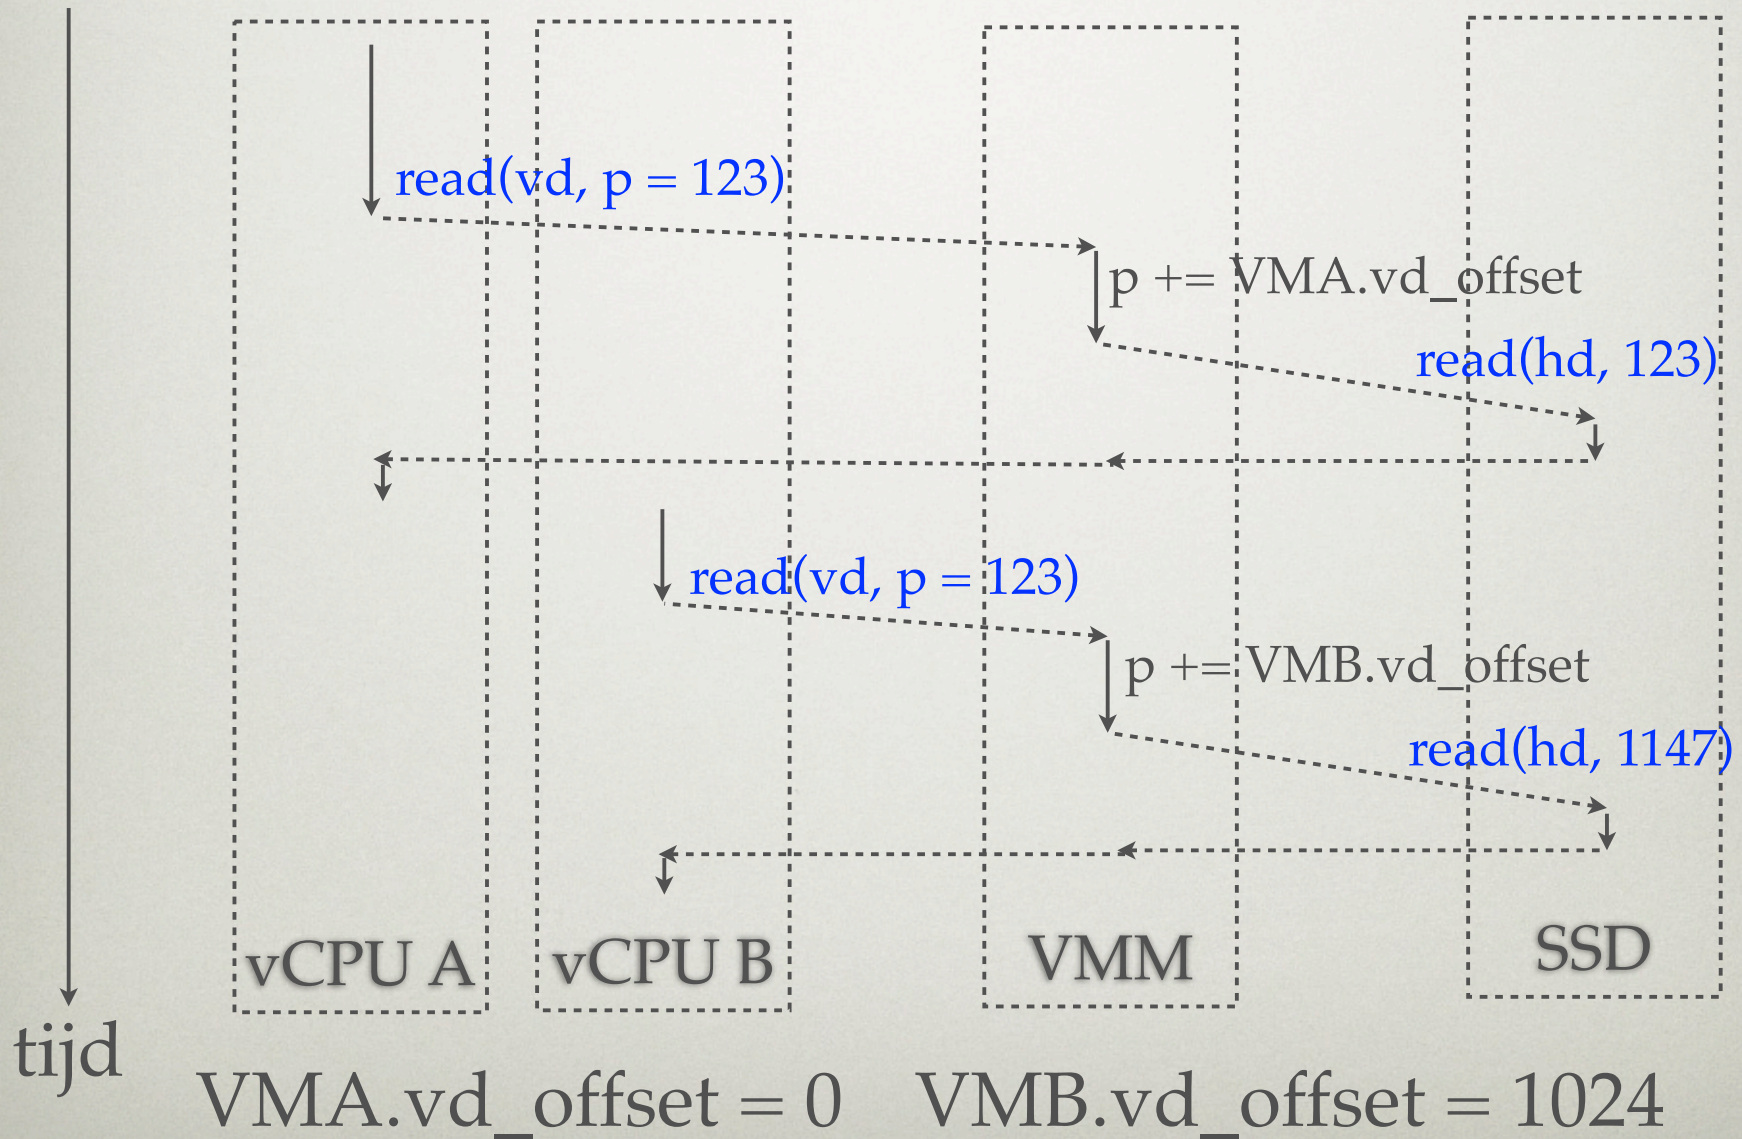 read(vd, p = 123)
p += VMA.vd_offset
read(hd, 123)
read(vd, p = 123)
p += VMB.vd_offset
read(hd, 1147)
vCPU A
vCPU B
VMM
SSD
tijd
VMA.vd_offset = 0
VMB.vd_offset = 1024